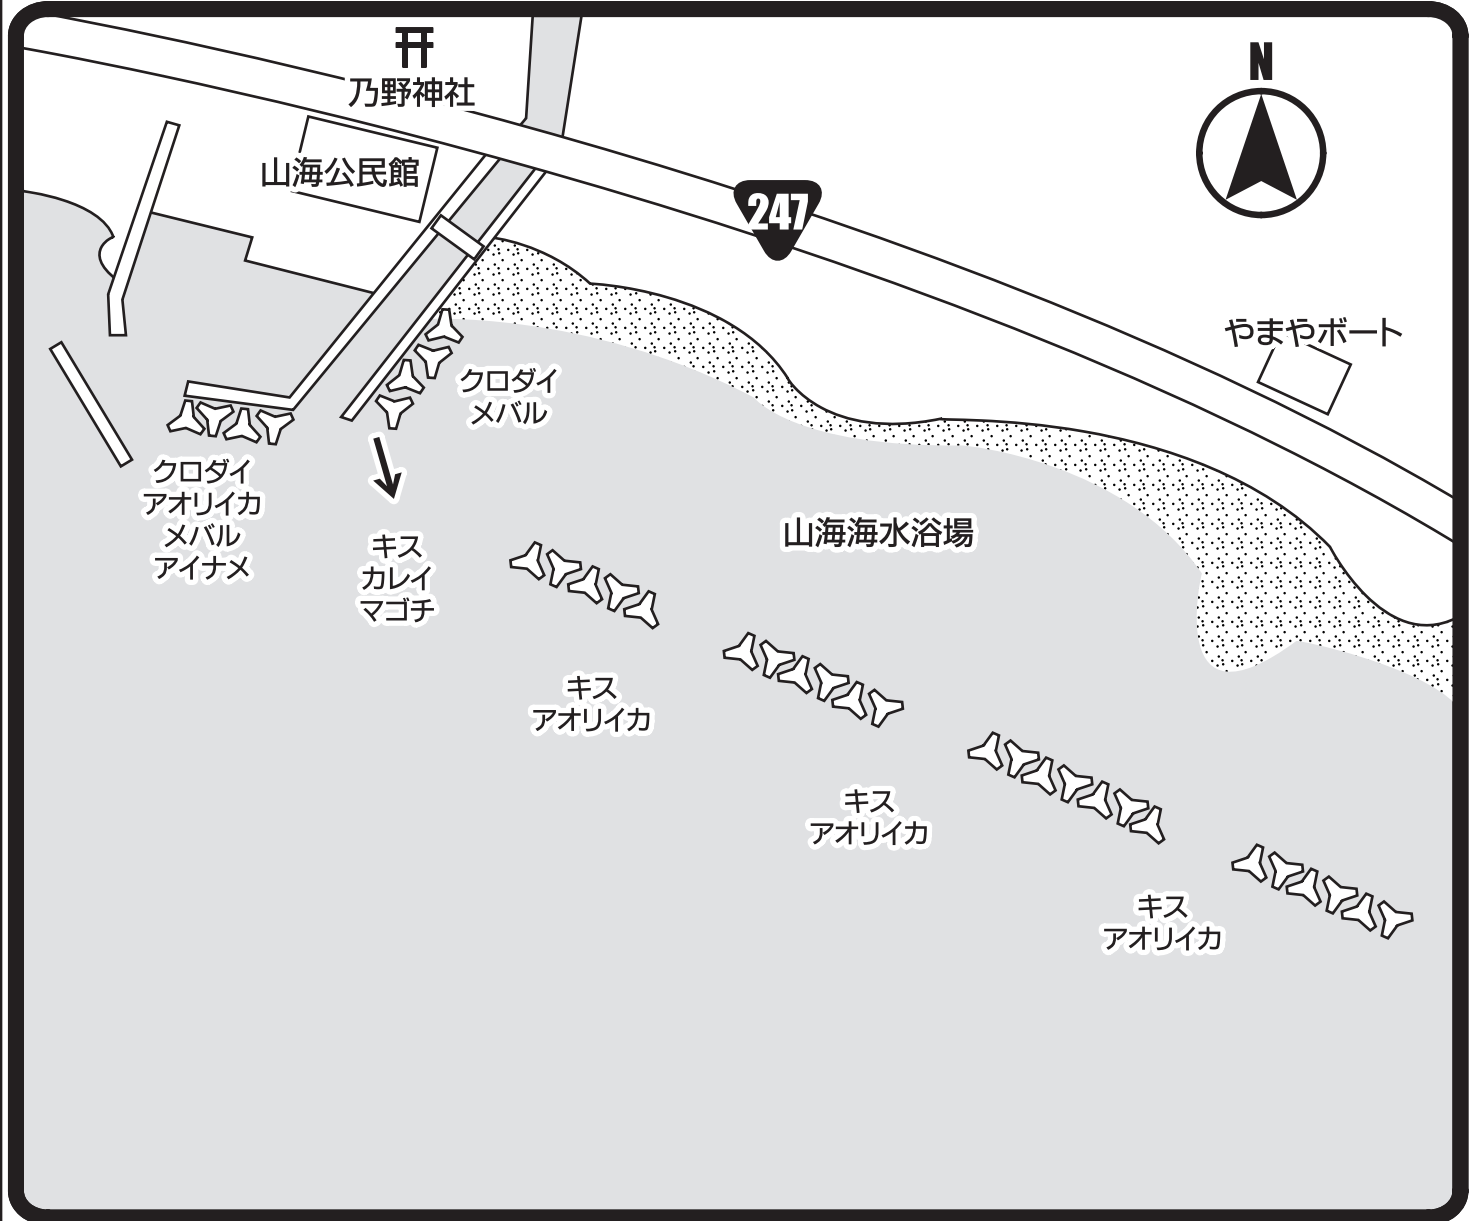 乃野神社
N
山海公民館
247
やまやボート
クロダイ
メバル
クロダイ
アオリイカ
メバル
アイナメ
キス
カレイ
マゴチ
山海海水浴場
キス
アオリイカ
キス
アオリイカ
キス
アオリイカ